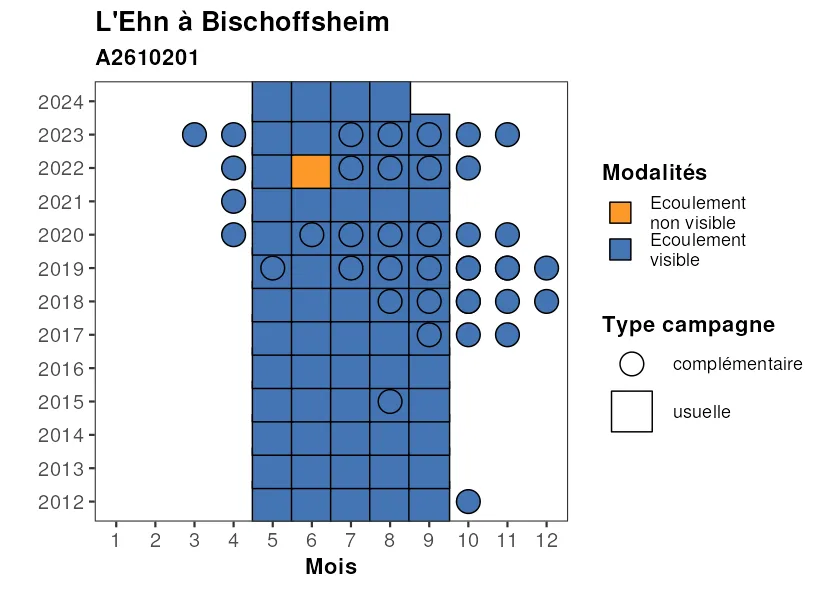 L'Ehn à Bischoffsheim
A2610201
2024
2023
2022
2021
2020
2019
2018
2017
2016
2015
2014
2013
2012
1 2 3 4 5 6 7 8 9 10 11 12
Mois
Modalités
Ecoulement
non visible
Ecoulement
visible
Type campagne
complémentaire
usuelle